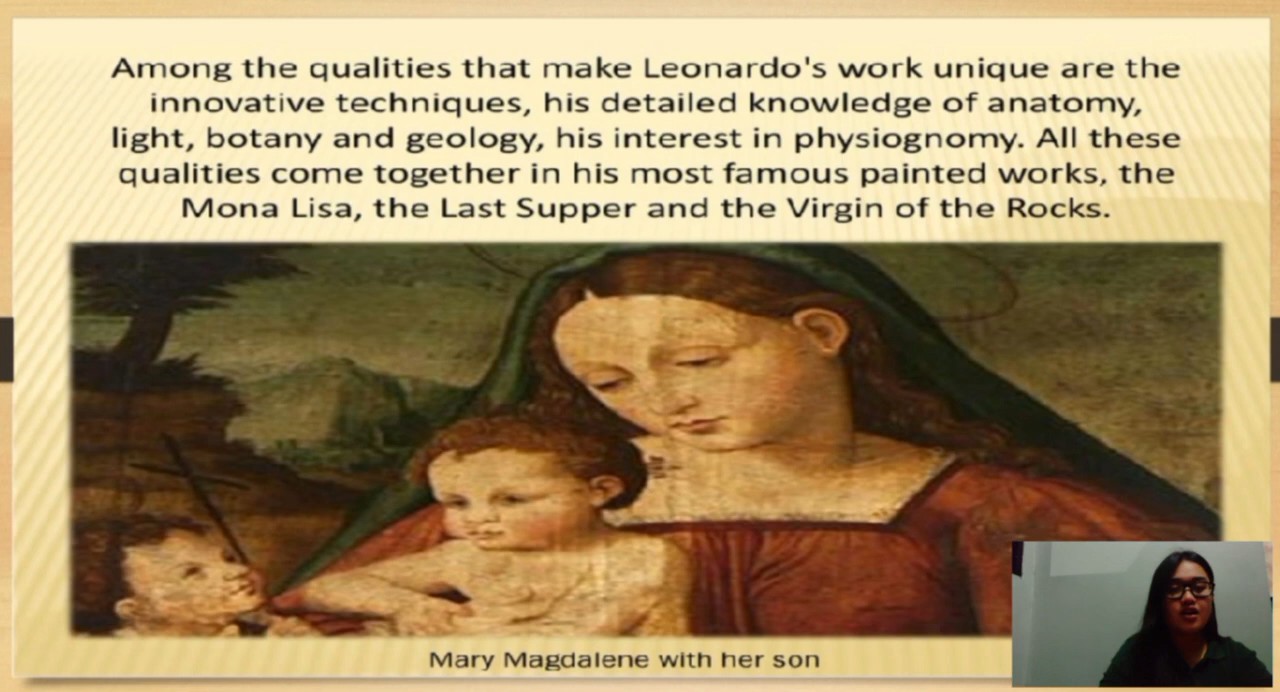 Among the qualities that make Leonardo's work unique are the
innovative techniques, his detailed knowledge of anatomy,
light, botany and geology, his interest in physiognomy. All these
qualities come together in his most famous painted works, the
Mona Lisa, the Last Supper and the Virgin of the Rocks.
Mary Magdalene with her son